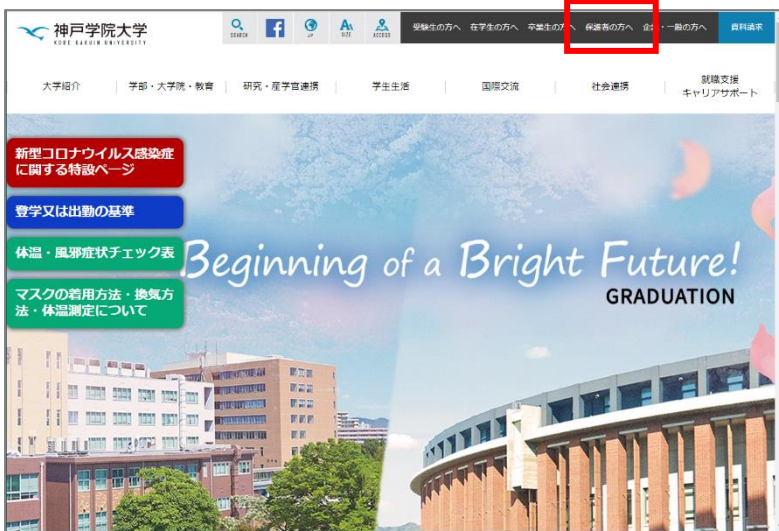 神戸学院大学
KOBE GAKUIN UNIVERSITY
SEARCH
JP
SIZE
ACCESS
受験生の方へ 在学生の方へ 卒業生の方へ 保護者の方へ 企業・一般の方へ 資料請求
大学紹介 学部・大学院・教育 研究・産学官連携 学生生活 国際交流 社会連携 就職支援
キャリアサポート
新型コロナウイルス感染症
に関する特設ページ
登学又は出勤の基準
体温・風邪症状チェック表
マスクの着用方法・換気方
法・体温測定について
Beginning of a Bright Future!
GRADUATION